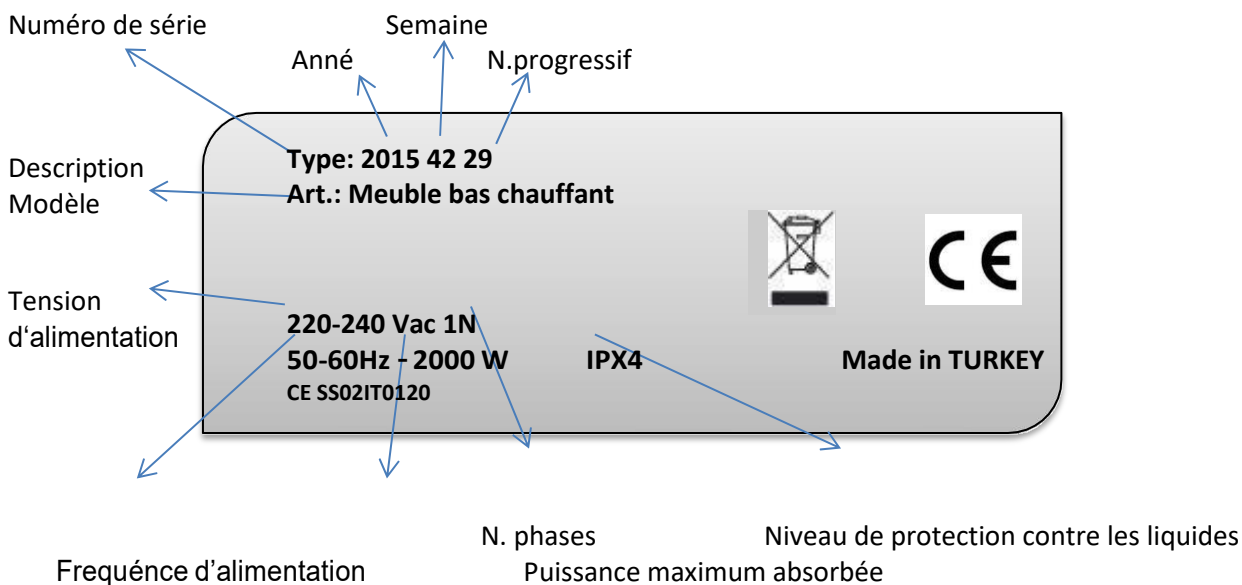 Numéro de série
Semaine
Anné
N.progressif
Type: 2015 42 29
Description
Modèle
Art.: Meuble bas chauffant
CE
Tension
d‘alimentation
220-240 Vac 1N
50-60Hz - 2000 W IPX4 Made in TURKEY
CE SS02IT0120
N. phases Niveau de protection contre les liquides
Frequénce d’alimentation Puissance maximum absorbée